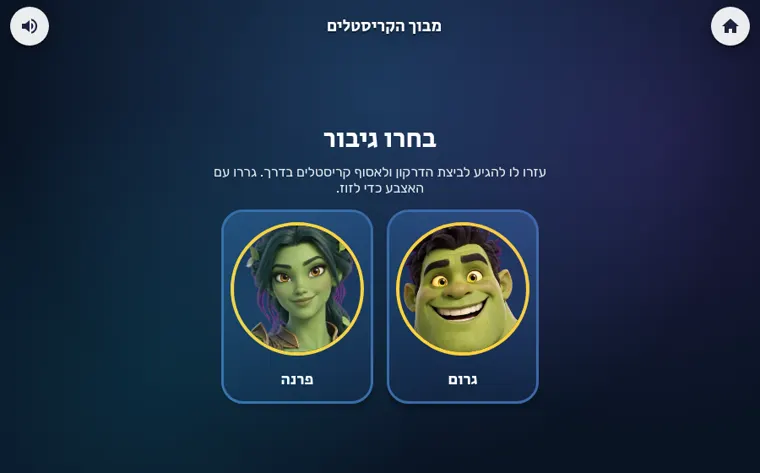 מבוך הקריסטלים
בחרו גיבור
עזרו לו להגיע לביצת הדרקון ולאסוף קריסטלים בדרך. גררו עם
האצבע כדי לזוז.
גרום
פרנה